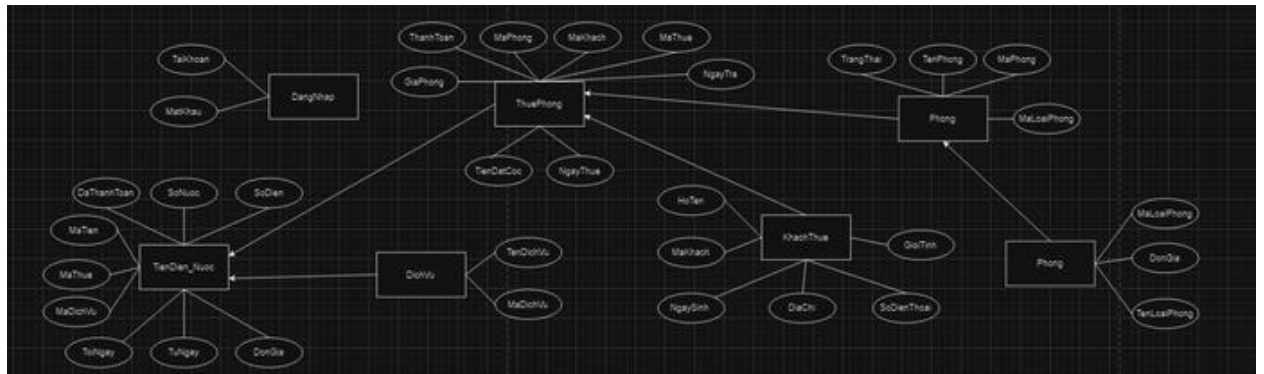 ThanhToan
MaPhong
MaKhach
MaThue
TaiKhoan
GiaPhong
NgayTra
TrangThai
TenPhong
MaPhong
DangNhap
MatKhau
ThuePhong
Phong
MaLoaiPhong
TienDatCoc
NgayThue
DaThanhToan
SoNuoc
SoDien
HoTen
MaLoaiPhong
MaTien
KhachThue
GioiTinh
TenDichVu
MaKhach
TienDien_Nuoc
DichVu
Phong
DonGia
MaThue
MaDichVu
MaDichVu
NgaySinh
DiaChi
SoDienThoai
TenLoaiPhong
ToiNgay
TuNgay
DonGia